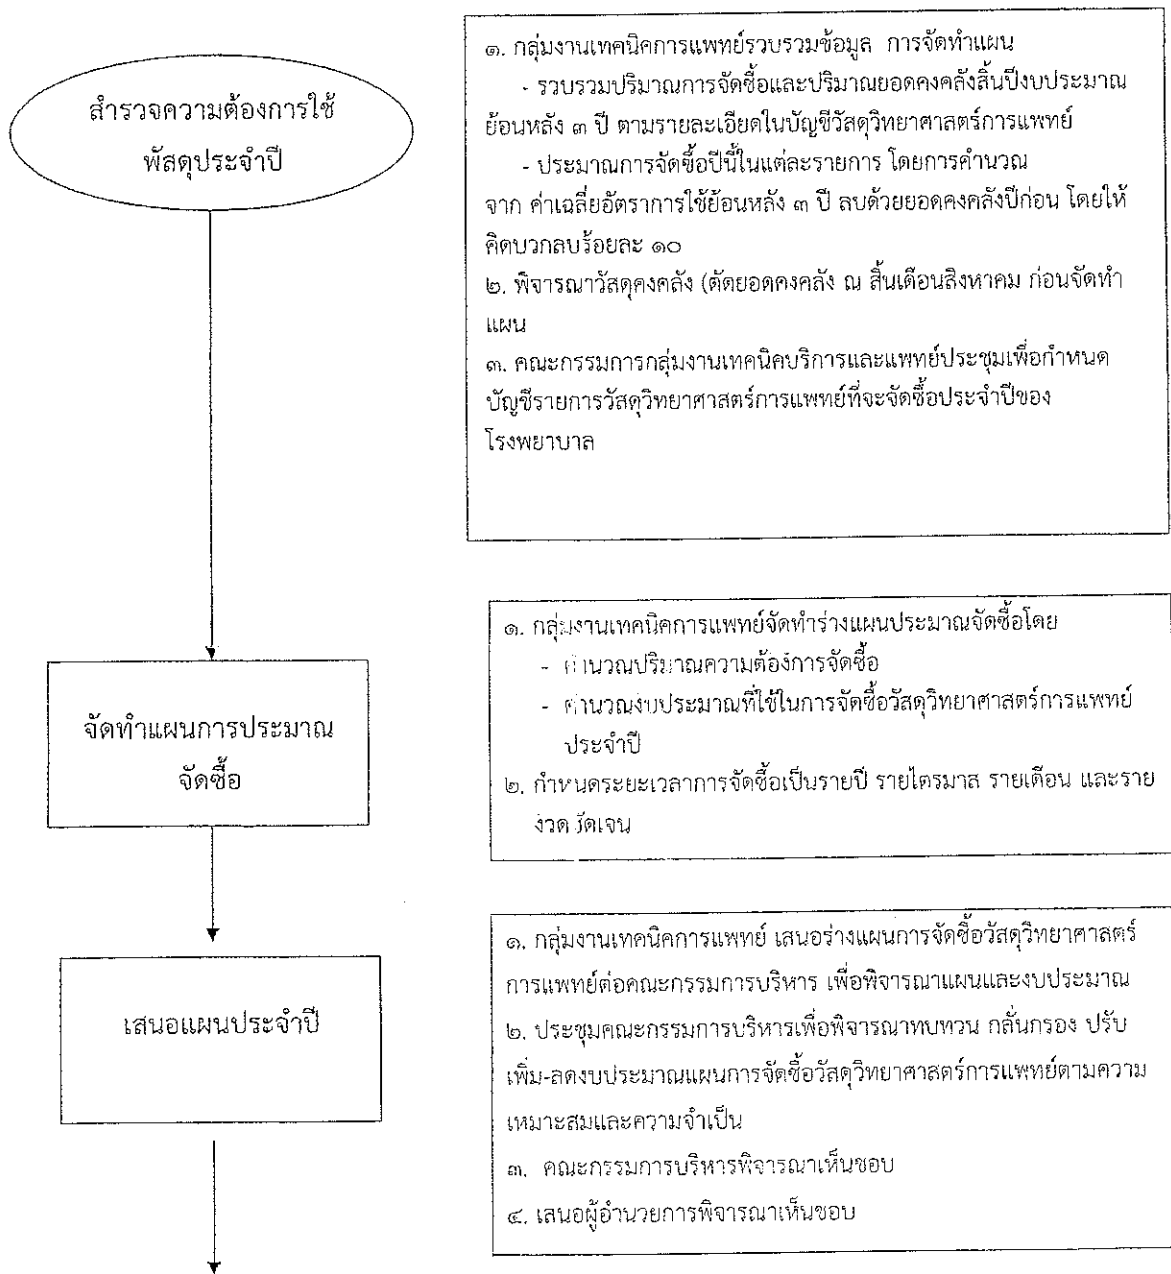 สำรวจความต้องการใช้
พัสดุประจำปี
๑. กลุ่มงานเทคนิคการแพทย์รวบรวมข้อมูล การจัดทำแผน
- รวบรวมปริมาณการจัดซื้อและปริมาณยอดคงคลังสิ้นปีงบประมาณ
ย้อนหลัง ๓ ปี ตามรายละเอียดในบัญชีวัสดุวิทยาศาสตร์การแพทย์
- ประมาณการจัดซื้อปีนี้ในแต่ละรายการ โดยการคำนวณ
จาก ค่าเฉลี่ยอัตราการใช้ย้อนหลัง ๓ ปี ลบด้วยยอดคงคลังปีก่อน โดยให้
คิดบวกลบร้อยละ ๑๐
๒. พิจารณาวัสดุคงคลัง (ตัดยอดคงคลัง ณ สิ้นเดือนสิงหาคม ก่อนจัดทำ
แผน
๓. คณะกรรมการกลุ่มงานเทคนิคบริการและแพทย์ประชุมเพื่อกำหนด
บัญชีรายการวัสดุวิทยาศาสตร์การแพทย์ที่จะจัดซื้อประจำปีของ
โรงพยาบาล
จัดทำแผนการประมาณ
จัดซื้อ
๑. กลุ่มงานเทคนิคการแพทย์จัดทำร่างแผนประมาณจัดซื้อโดย
- คำนวณปริมาณความต้องการจัดซื้อ
- คำนวณงบประมาณที่ใช้ในการจัดซื้อวัสดุวิทยาศาสตร์การแพทย์
ประจำปี
๒. กำหนดระยะเวลาการจัดซื้อเป็นรายปี รายไตรมาส รายเดือน และราย
งวดชัดเจน
เสนอแผนประจำปี
๑. กลุ่มงานเทคนิคการแพทย์ เสนอร่างแผนการจัดซื้อวัสดุวิทยาศาสตร์
การแพทย์ต่อคณะกรรมการบริหาร เพื่อพิจารณาแผนและงบประมาณ
๒. ประชุมคณะกรรมการบริหารเพื่อพิจารณาทบทวน กลั่นกรอง ปรับ
เพิ่ม-ลดงบประมาณแผนการจัดซื้อวัสดุวิทยาศาสตร์การแพทย์ตามความ
เหมาะสมและความจำเป็น
๓. คณะกรรมการบริหารพิจารณาเห็นชอบ
๔. เสนอผู้อำนวยการพิจารณาเห็นชอบ